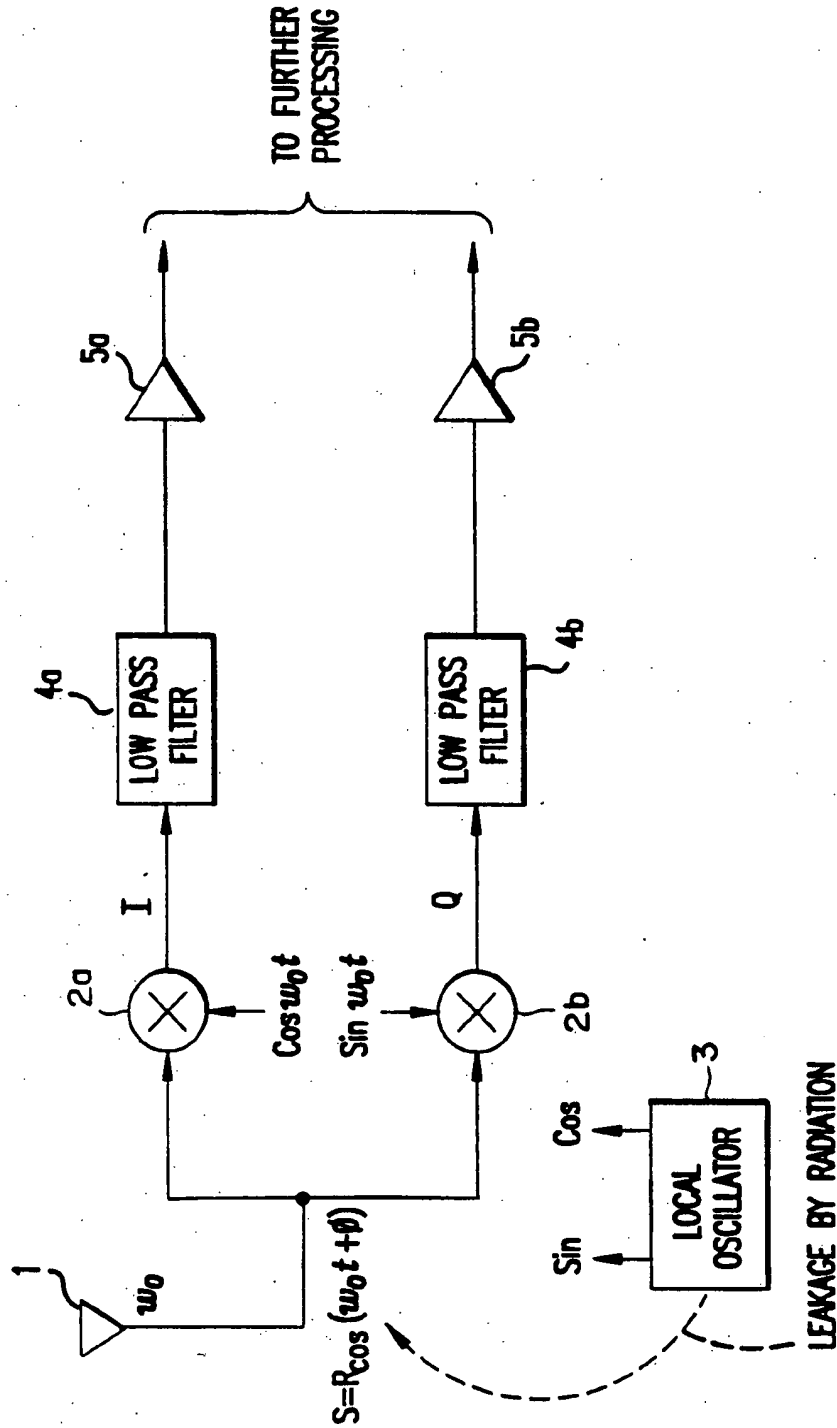 1
w₀
S=Rcos(w₀t+ø)
2a
I
Cos w₀t
4a
LOW PASS
FILTER
5a
TO FURTHER
PROCESSING
Sin w₀t
Q
2b
LOW PASS
FILTER
4b
5b
Sin
Cos
LOCAL
OSCILLATOR
3
LEAKAGE BY RADIATION